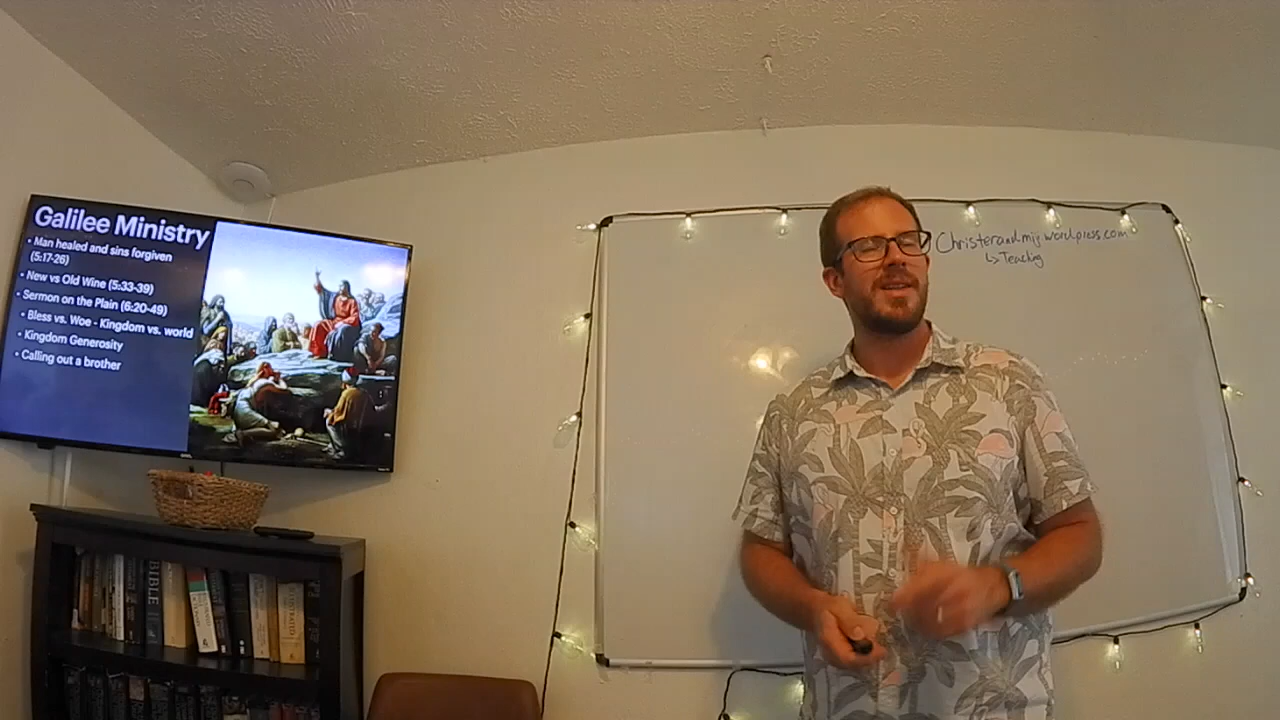 Galilee Ministry
• Man healed and sins forgiven
(5:17-26)
• New vs Old Wine (5:33-39)
• Sermon on the Plain (6:20-49)
• Bless vs. Woe - Kingdom vs. world
• Kingdom Generosity
• Calling out a brother
Christerandmij.wordpress.com
↳ Teaching
BIBLE